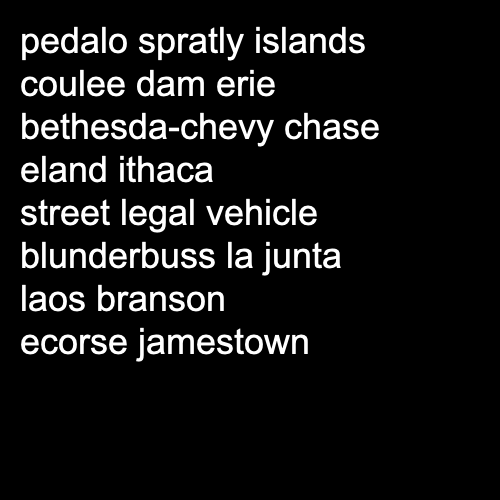 pedalo spratly islands
coulee dam erie
bethesda-chevy chase
eland ithaca
street legal vehicle
blunderbuss la junta
laos branson
ecorse jamestown